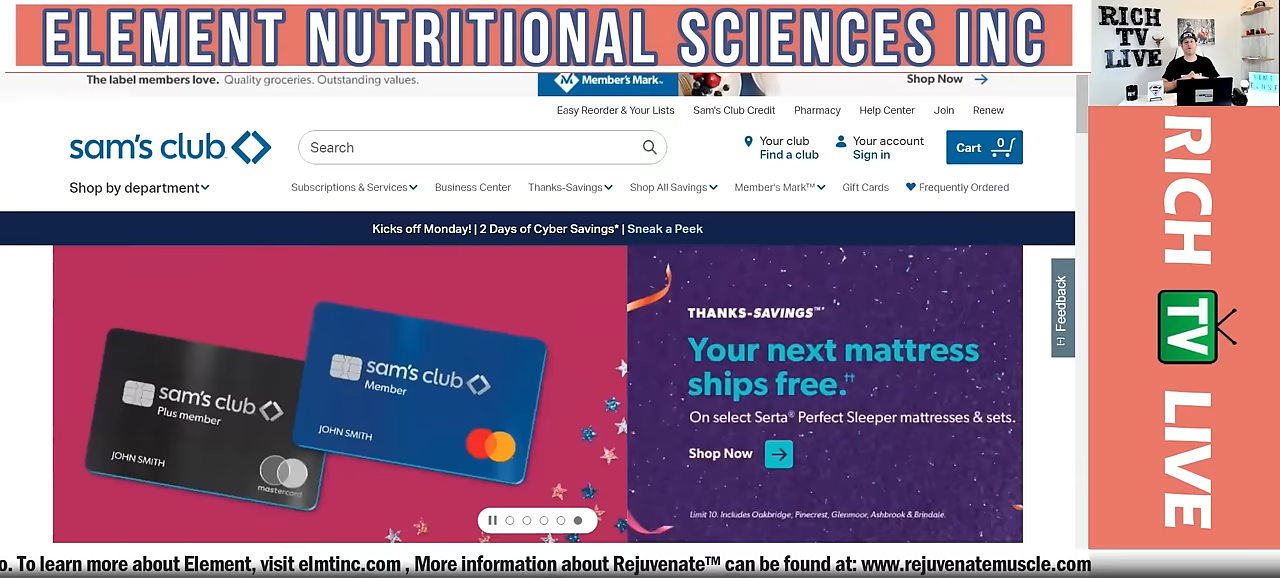 ELEMENT NUTRITIONAL SCIENCES INC
RICH
TV
LIVE
The label members love. Quality groceries. Outstanding values.
Member's Mark™
Shop Now
Easy Reorder & Your Lists Sam's Club Credit Pharmacy Help Center Join Renew
sam's club
Search
Your club
Find a club
Your account
Sign in
Cart 0
Shop by department
Subscriptions & Services Business Center Thanks-Savings Shop All Savings Member's Mark™ Gift Cards Frequently Ordered
Kicks off Monday! | 2 Days of Cyber Savings* | Sneak a Peek
sam's club
Plus member
JOHN SMITH
mastercard
sam's club
Member
JOHN SMITH
THANKS-SAVINGS™*
Your next mattress
ships free.††
On select Serta® Perfect Sleeper mattresses & sets.
Shop Now
Limit 10. Includes Oakbridge, Pinecrest, Glenmoor, Ashbrook & Brindale.
[+] Feedback
RICH TV LIVE
o. To learn more about Element, visit elmtinc.com , More information about Rejuvenate™ can be found at: www.rejuvenatemuscle.com